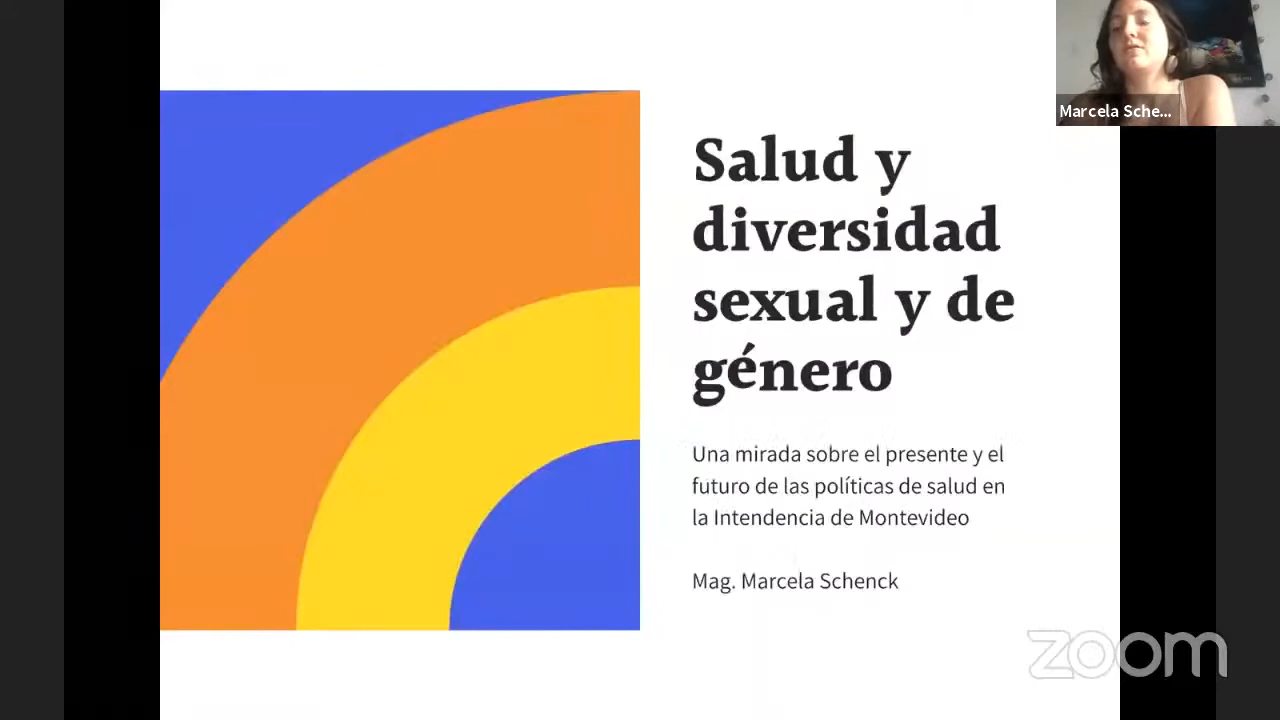 Marcela Sche...
Salud y
diversidad
sexual y de
género
Una mirada sobre el presente y el
futuro de las políticas de salud en
la Intendencia de Montevideo
Mag. Marcela Schenck
zoom